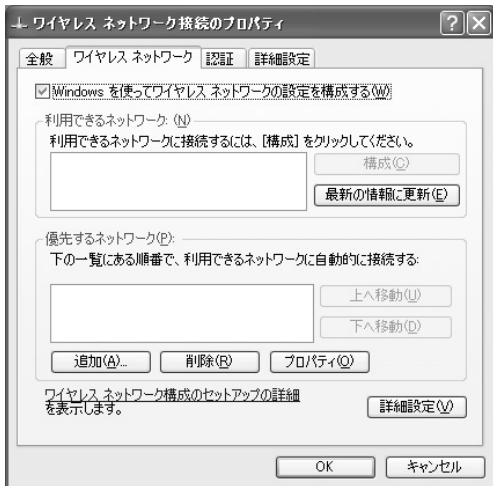 ワイヤレス ネットワーク接続のプロパティ
全般 ワイヤレス ネットワーク 認証 詳細設定
Windows を使ってワイヤレス ネットワークの設定を構成する(W)
利用できるネットワーク: (N)
利用できるネットワークに接続するには、[構成] をクリックしてください。
構成(C)
最新の情報に更新(E)
優先するネットワーク(P):
下の一覧にある順番で、利用できるネットワークに自動的に接続する:
上へ移動(U)
下へ移動(D)
追加(A)... 削除(R) プロパティ(O)
ワイヤレス ネットワーク構成のセットアップの詳細
を表示します。
詳細設定(V)
OK キャンセル